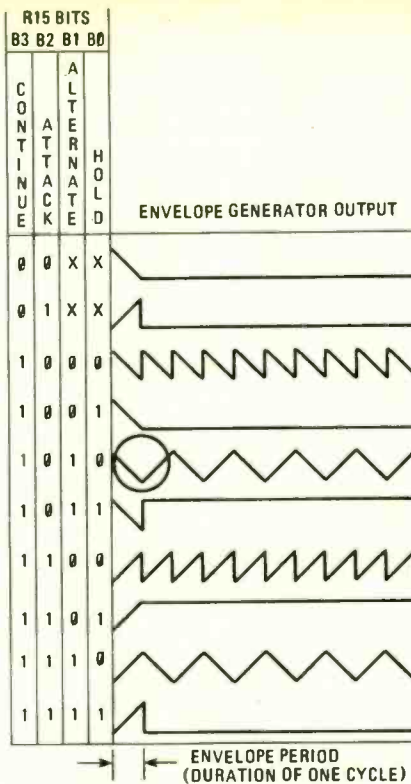 R15 BITS
B3 B2 B1 B0
CONTINUE
ATTACK
ALTERNATE
HOLD
ENVELOPE GENERATOR OUTPUT
0 0 X X
0 1 X X
1 0 0 0
1 0 0 1
1 0 1 0
1 0 1 1
1 1 0 0
1 1 0 1
1 1 1 0
1 1 1 1
ENVELOPE PERIOD
(DURATION OF ONE CYCLE)